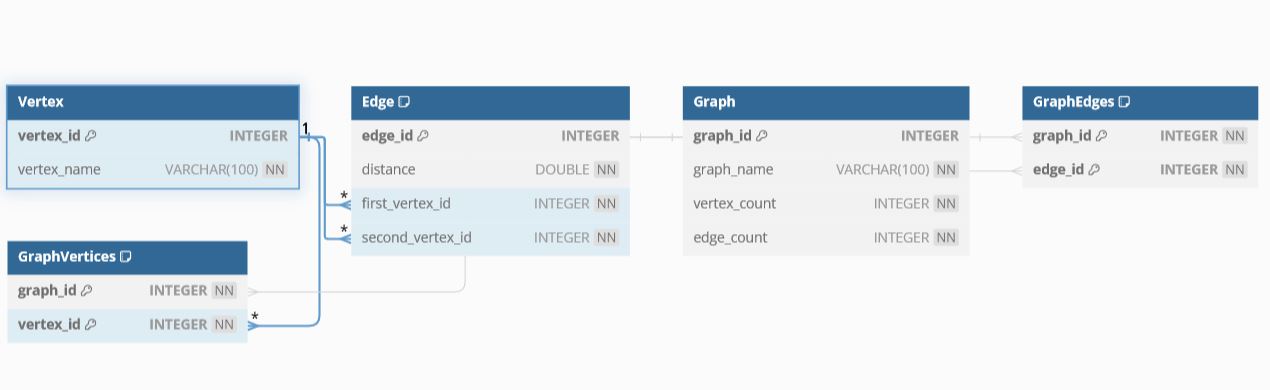 Vertex
vertex_id INTEGER
vertex_name VARCHAR(100) NN
1
*
*
*
Edge
edge_id INTEGER
distance DOUBLE NN
first_vertex_id INTEGER NN
second_vertex_id INTEGER NN
Graph
graph_id INTEGER
graph_name VARCHAR(100) NN
vertex_count INTEGER NN
edge_count INTEGER NN
GraphEdges
graph_id INTEGER NN
edge_id INTEGER NN
GraphVertices
graph_id INTEGER NN
vertex_id INTEGER NN